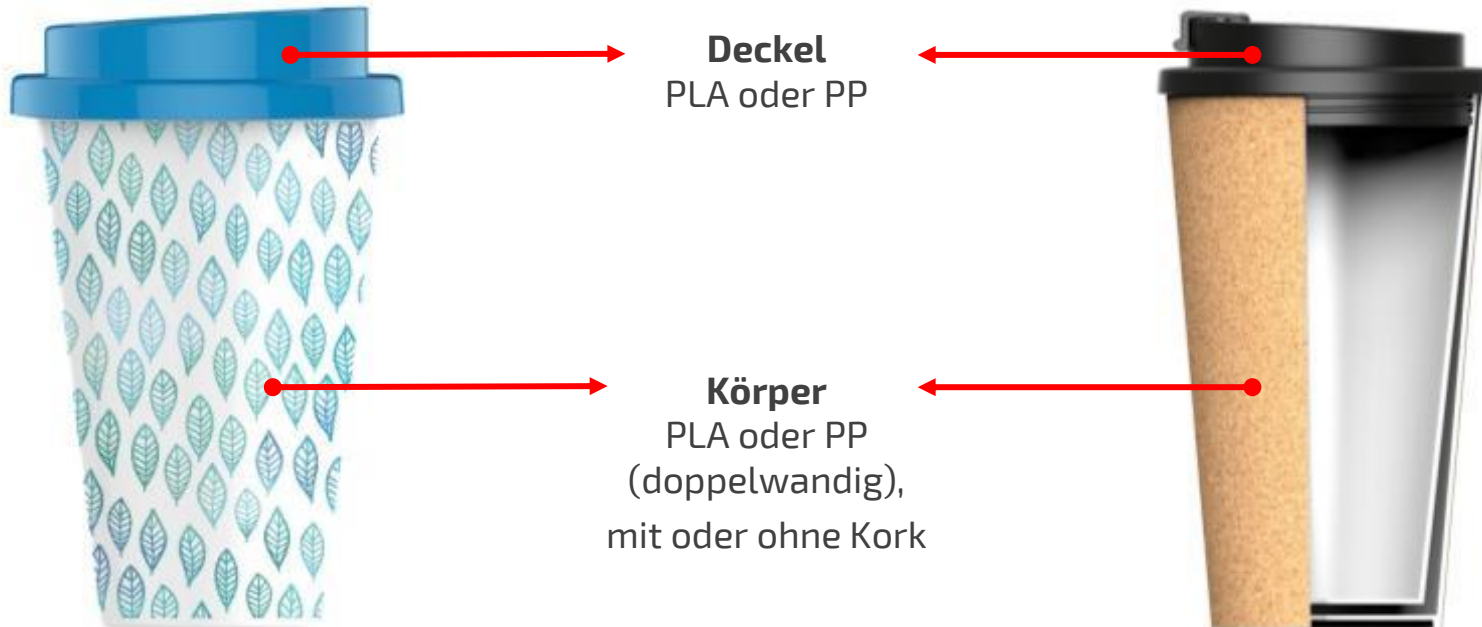 Deckel
PLA oder PP
Körper
PLA oder PP
(doppelwandig),
mit oder ohne Kork